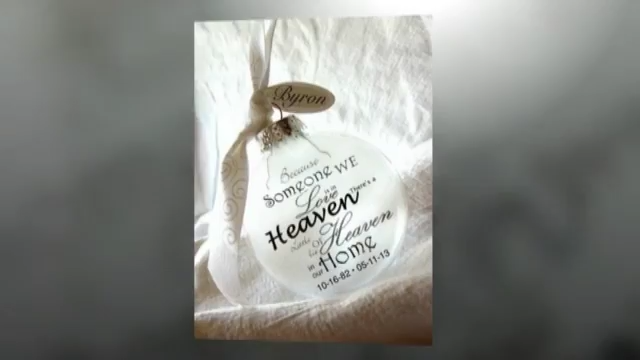 Byron
Because
Someone WE
Love is in
Heaven There's a
Little bit Of Heaven
in our Home
10-16-82 • 05-11-13